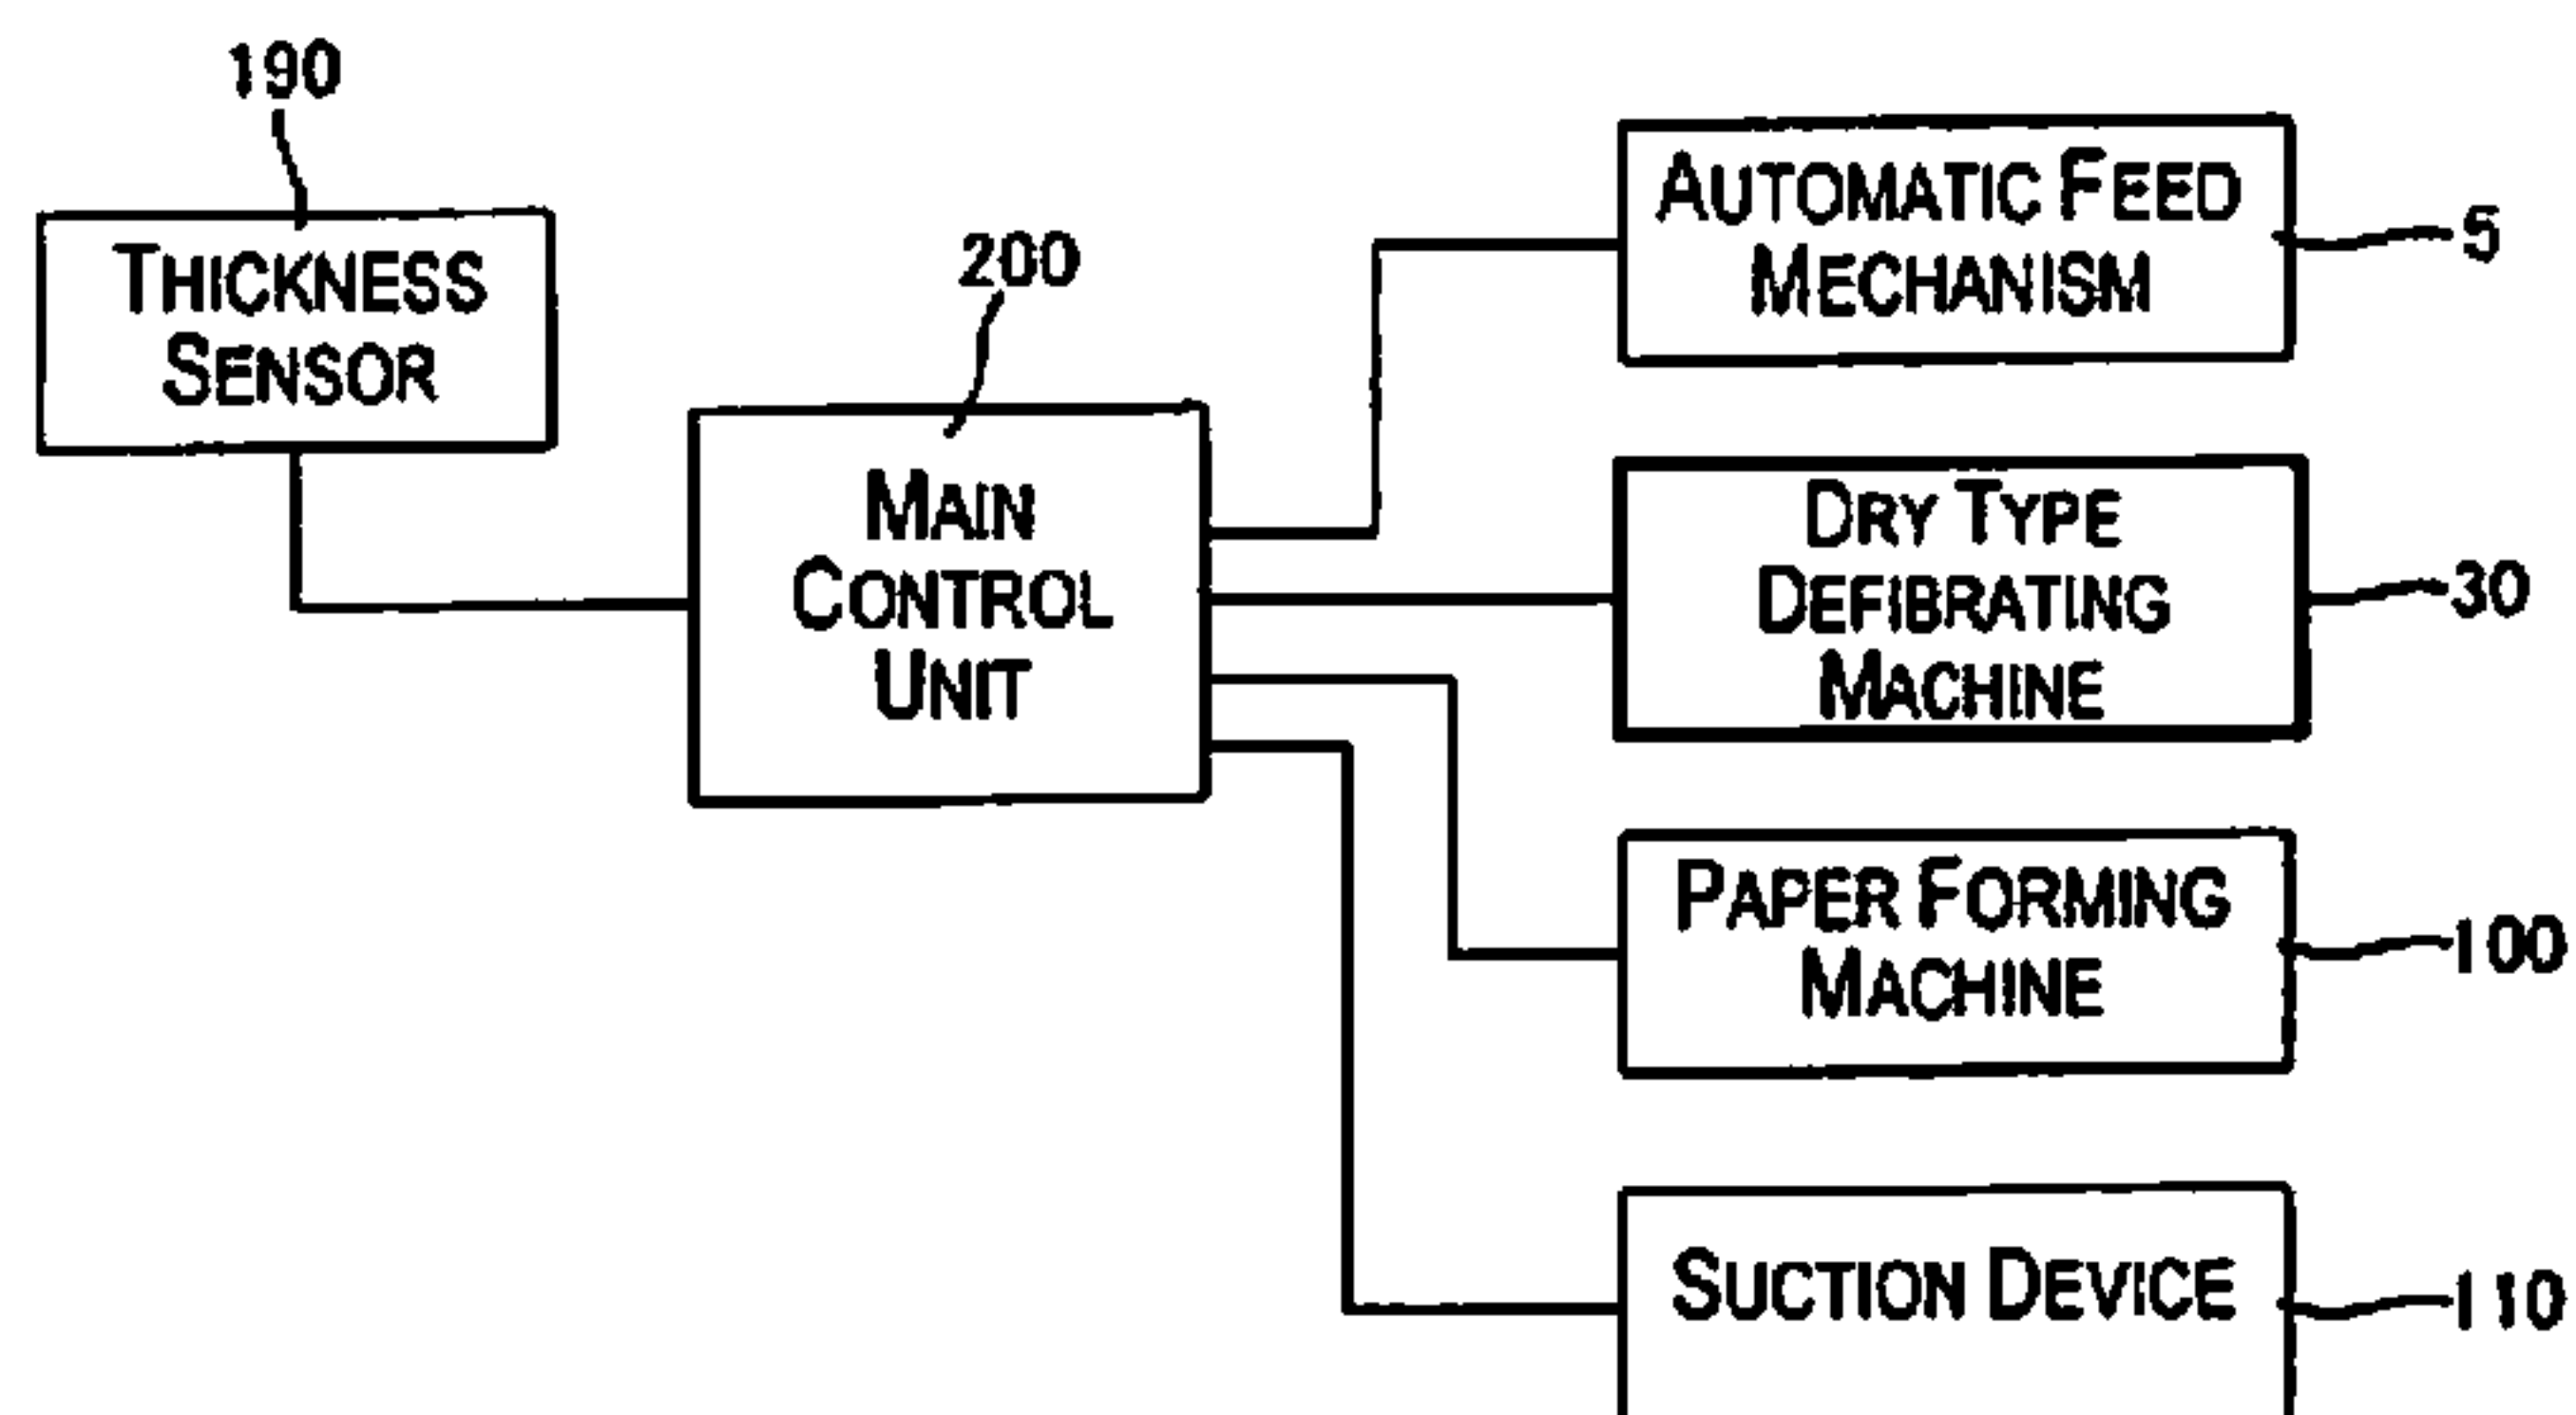 190
THICKNESS
SENSOR
200
MAIN
CONTROL
UNIT
AUTOMATIC FEED
MECHANISM
5
DRY TYPE
DEFIBRATING
MACHINE
30
PAPER FORMING
MACHINE
100
SUCTION DEVICE
110